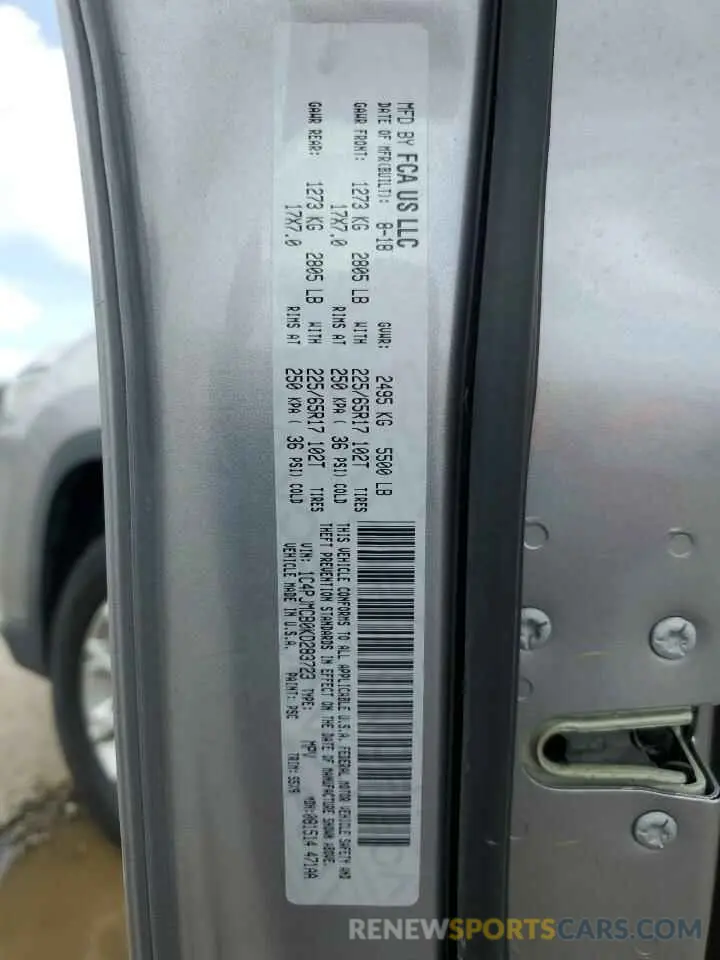 MFD BY FCA US LLC
DATE OF MFR(BUILT): 8-18 GVWR: 2495 KG 5500 LB
GAWR FRONT: 1273 KG 2805 LB WITH 225/65R17 102T TIRES
17X7.0 RIMS AT 250 KPA ( 36 PSI) COLD
GAWR REAR: 1273 KG 2805 LB WITH 225/65R17 102T TIRES
17X7.0 RIMS AT 250 KPA ( 36 PSI) COLD
THIS VEHICLE CONFORMS TO ALL APPLICABLE U.S.A. FEDERAL MOTOR VEHICLE SAFETY AND
THEFT PREVENTION STANDARDS IN EFFECT ON THE DATE OF MANUFACTURE SHOWN ABOVE.
VIN: 1C4PJMCB0KD283723 TYPE: MPV MDH:081514 471AA
VEHICLE MADE IN U.S.A. PAINT: PSC TRIM:
RENEWSPORTSCARS.COM